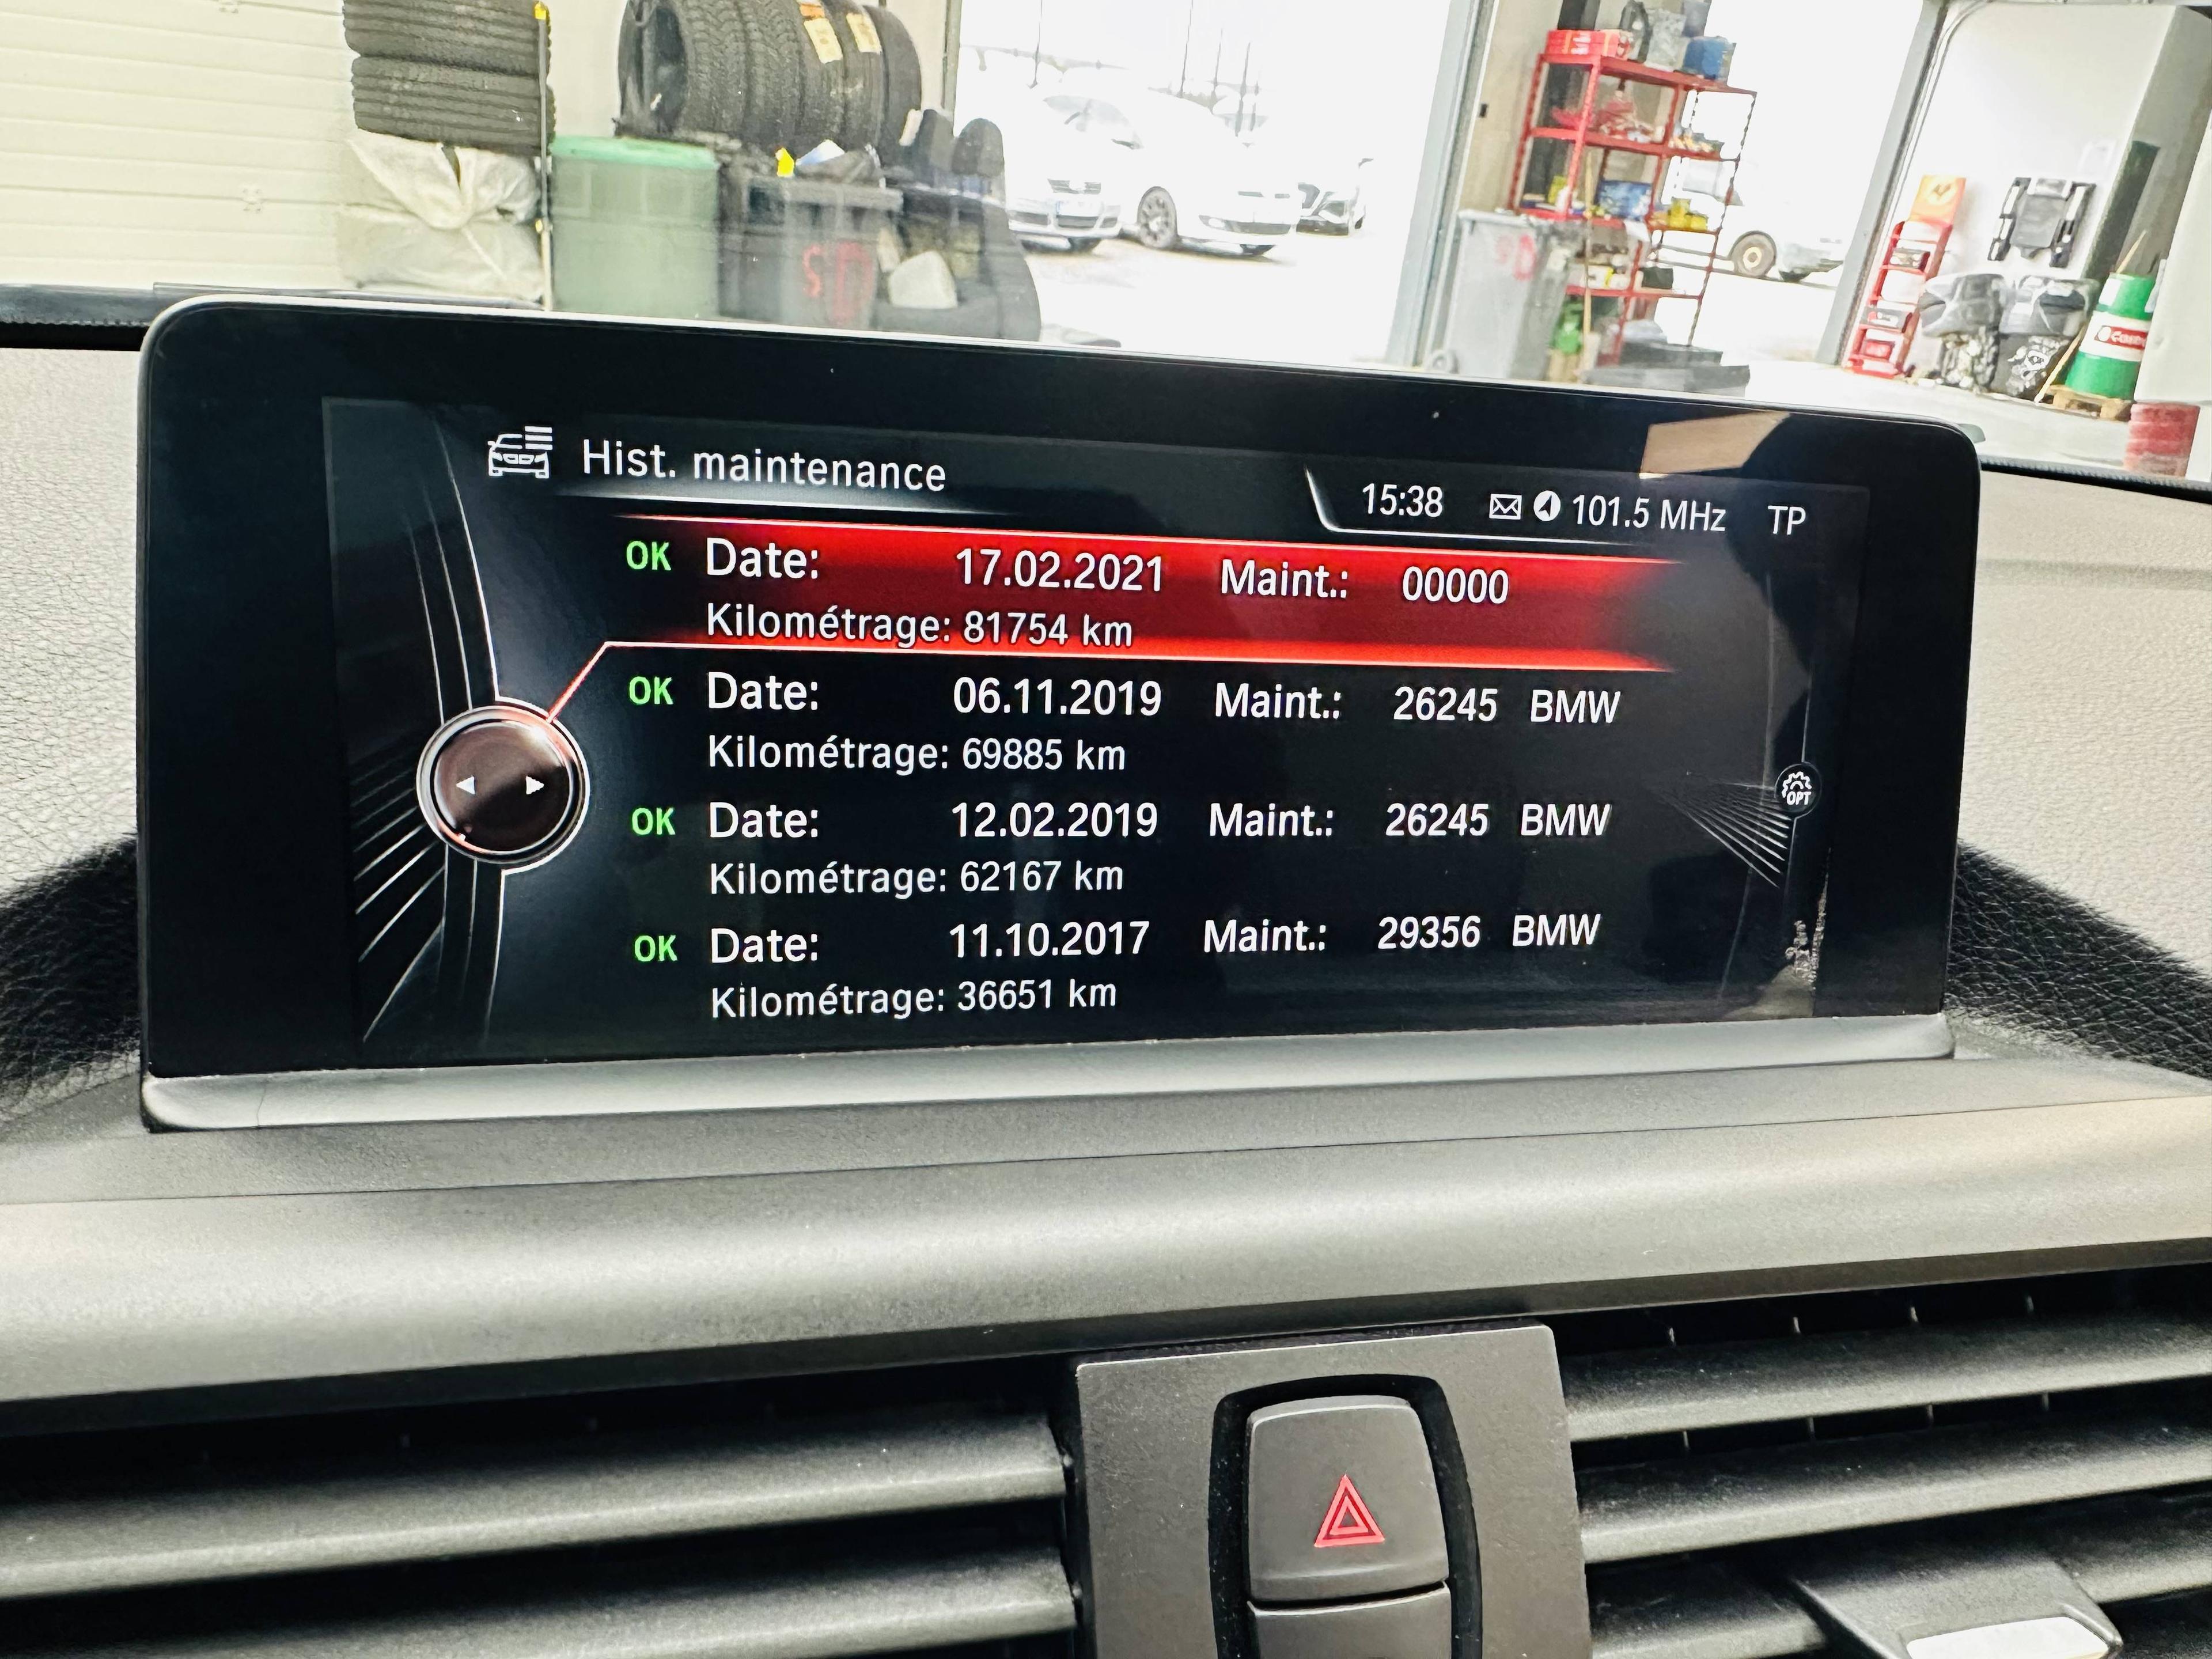 Hist. maintenance
15:38 101.5 MHz TP
OK Date: 17.02.2021 Maint.: 00000
Kilométrage: 81754 km
OK Date: 06.11.2019 Maint.: 26245 BMW
Kilométrage: 69885 km
OK Date: 12.02.2019 Maint.: 26245 BMW
Kilométrage: 62167 km
OK Date: 11.10.2017 Maint.: 29356 BMW
Kilométrage: 36651 km
OPT
SD
SD